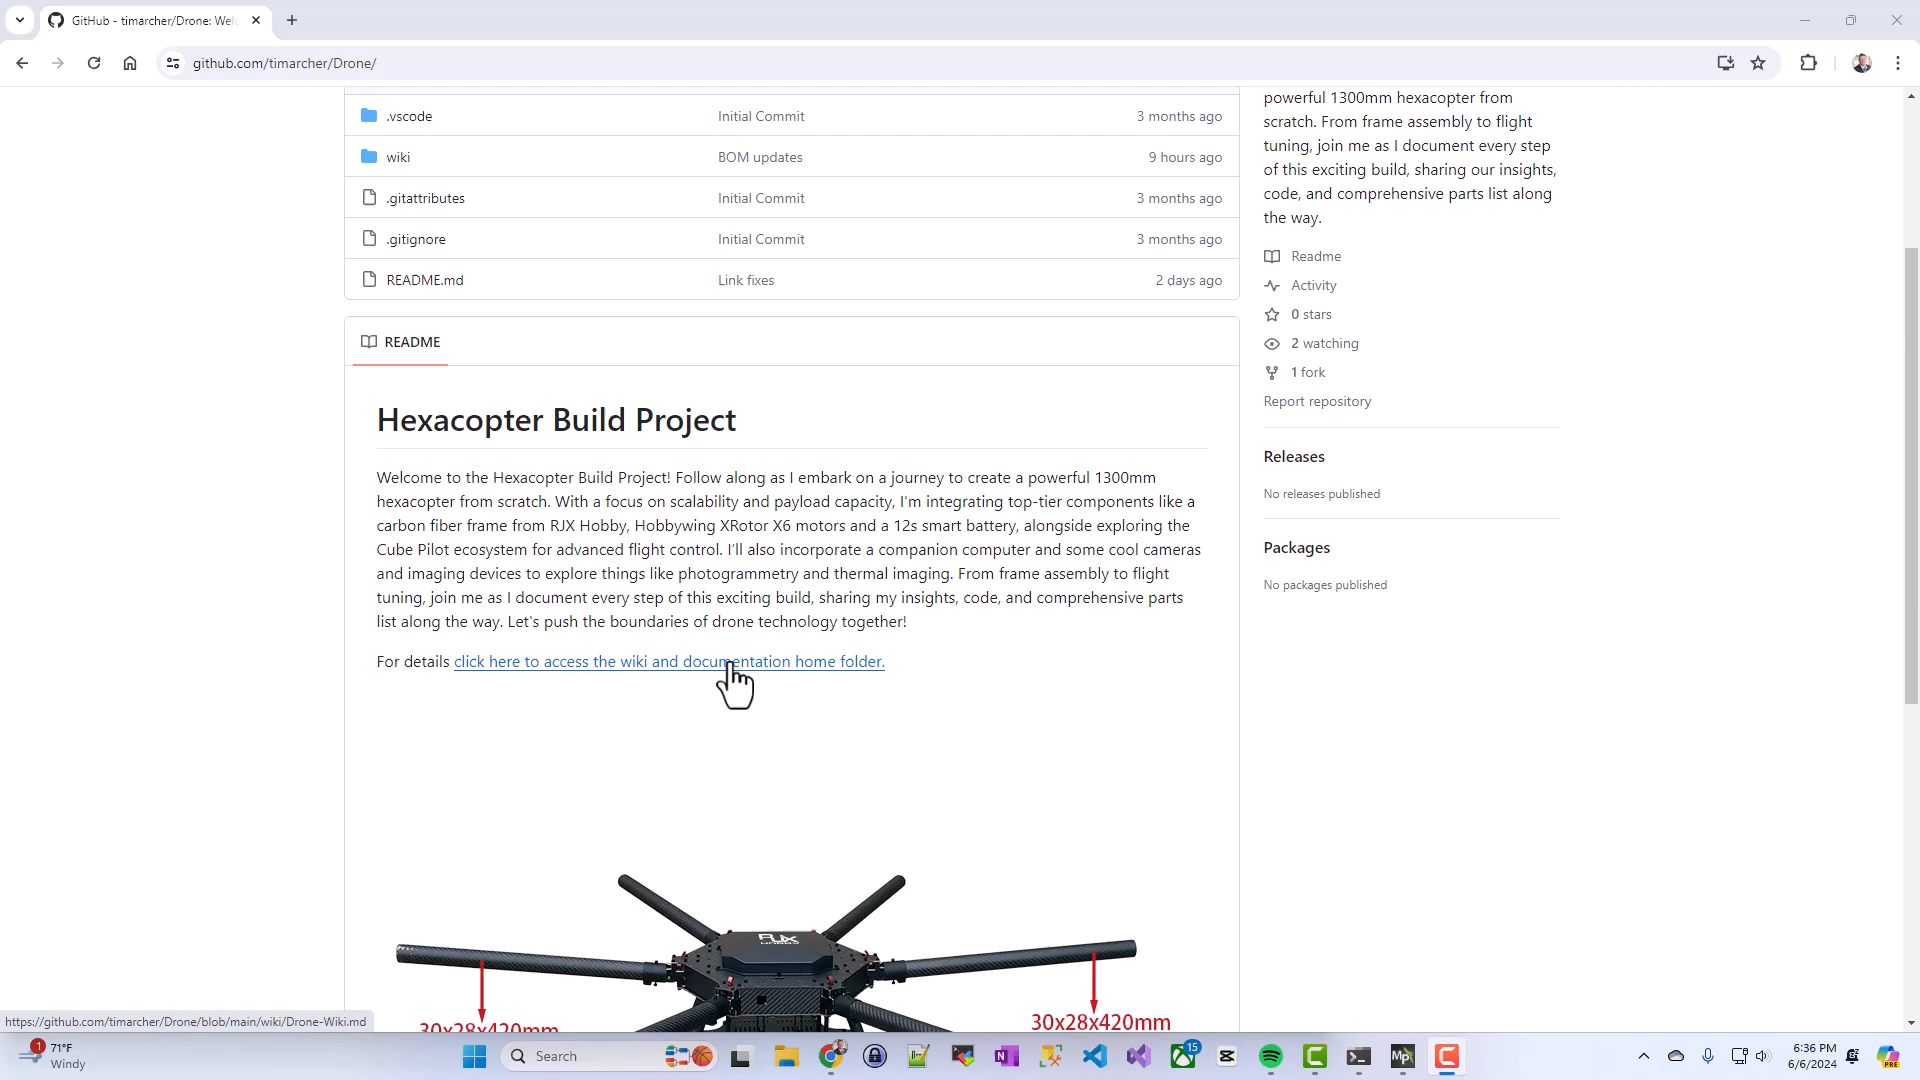 GitHub - timarcher/Drone: Wel
github.com/timarcher/Drone/
.vscode
Initial Commit
3 months ago
wiki
BOM updates
9 hours ago
.gitattributes
Initial Commit
3 months ago
.gitignore
Initial Commit
3 months ago
README.md
Link fixes
2 days ago
powerful 1300mm hexacopter from
scratch. From frame assembly to flight
tuning, join me as I document every step
of this exciting build, sharing our insights,
code, and comprehensive parts list along
the way.
Readme
Activity
0 stars
2 watching
1 fork
Report repository
Releases
No releases published
Packages
No packages published
README
Hexacopter Build Project
Welcome to the Hexacopter Build Project! Follow along as I embark on a journey to create a powerful 1300mm
hexacopter from scratch. With a focus on scalability and payload capacity, I'm integrating top-tier components like a
carbon fiber frame from RJX Hobby, Hobbywing XRotor X6 motors and a 12s smart battery, alongside exploring the
Cube Pilot ecosystem for advanced flight control. I'll also incorporate a companion computer and some cool cameras
and imaging devices to explore things like photogrammetry and thermal imaging. From frame assembly to flight
tuning, join me as I document every step of this exciting build, sharing my insights, code, and comprehensive parts
list along the way. Let's push the boundaries of drone technology together!
For details click here to access the wiki and documentation home folder.
RJX
HOBBY
30x28x420mm
30x28x420mm
https://github.com/timarcher/Drone/blob/main/wiki/Drone-Wiki.md
1
71°F
Windy
Search
15
Mp
PRE
6:36 PM
6/6/2024